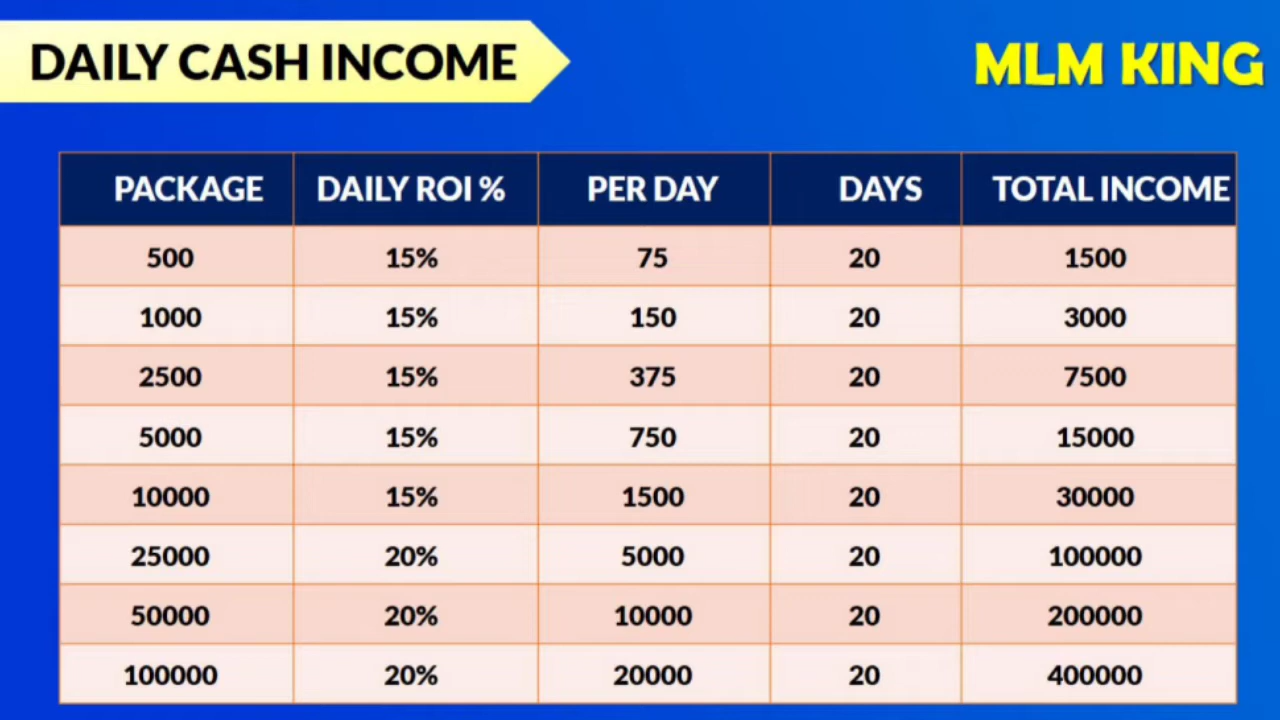 DAILY CASH INCOME
MLM KING
PACKAGE DAILY ROI % PER DAY DAYS TOTAL INCOME
500 15% 75 20 1500
1000 15% 150 20 3000
2500 15% 375 20 7500
5000 15% 750 20 15000
10000 15% 1500 20 30000
25000 20% 5000 20 100000
50000 20% 10000 20 200000
100000 20% 20000 20 400000